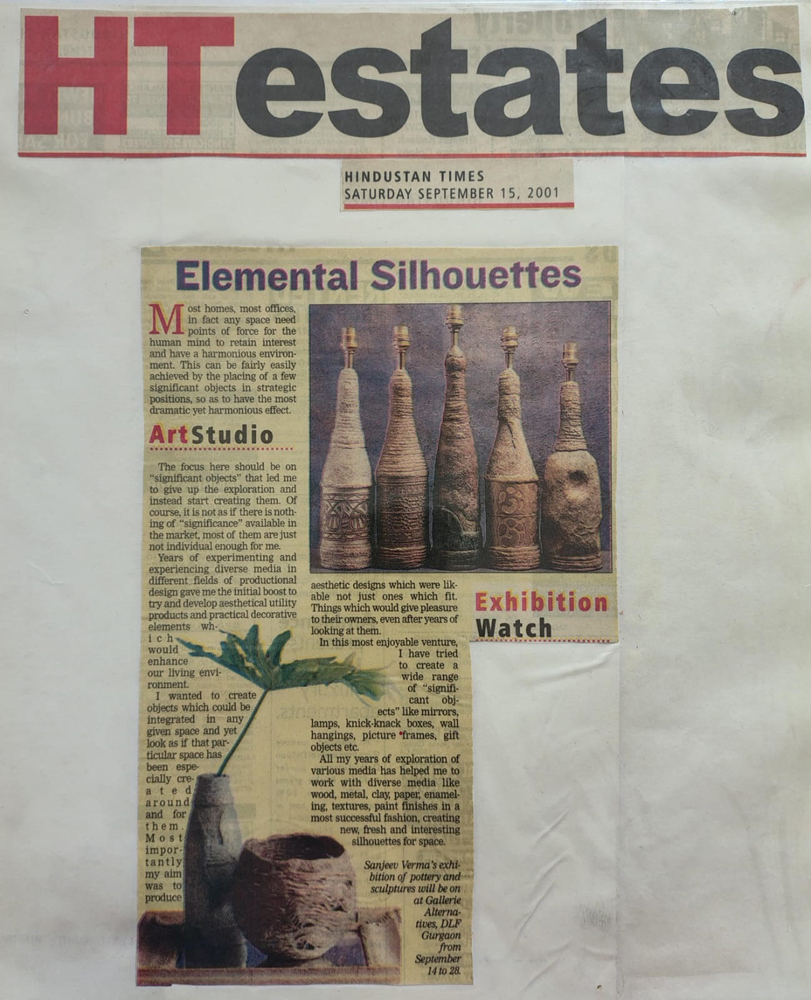 HTestates
HINDUSTAN TIMES
SATURDAY SEPTEMBER 15, 2001
Elemental Silhouettes
Most homes, most offices,
in fact any space need
points of force for the
human mind to retain interest
and have a harmonious environ-
ment. This can be fairly easily
achieved by the placing of a few
significant objects in strategic
positions, so as to have the most
dramatic yet harmonious effect.
ArtStudio
The focus here should be on
"significant objects" that led me
to give up the exploration and
instead start creating them. Of
course, it is not as if there is noth-
ing of "significance" available in
the market, most of them are just
not individual enough for me.
Years of experimenting and
experiencing diverse media in
different fields of productional
design gave me the initial boost to
try and develop aesthetical utility
products and practical decorative
elements wh-
ich
would
enhance
our living envi-
ronment.
I wanted to create
objects which could be
integrated in any
given space and yet
look as if that par-
ticular space has
been espe-
cially cre-
ated
around
and for
them.
Most
impor-
tantly
my aim
was to
produce
aesthetic designs which were lik-
able not just ones which fit.
Things which would give pleasure
to their owners, even after years of
looking at them.
In this most enjoyable venture,
I have tried
to create a
wide range
of "signifi-
cant obj-
ects" like mirrors,
lamps, knick-knack boxes, wall
hangings, picture frames, gift
objects etc.
All my years of exploration of
various media has helped me to
work with diverse media like
wood, metal, clay, paper, enamel-
ing, textures, paint finishes in a
most successful fashion, creating
new, fresh and interesting
silhouettes for space.
Sanjeev Verma's exhi-
bition of pottery and
sculptures will be on
at Gallerie
Alterna-
tives, DLF
Gurgaon
from
September
14 to 28.
Exhibition
Watch